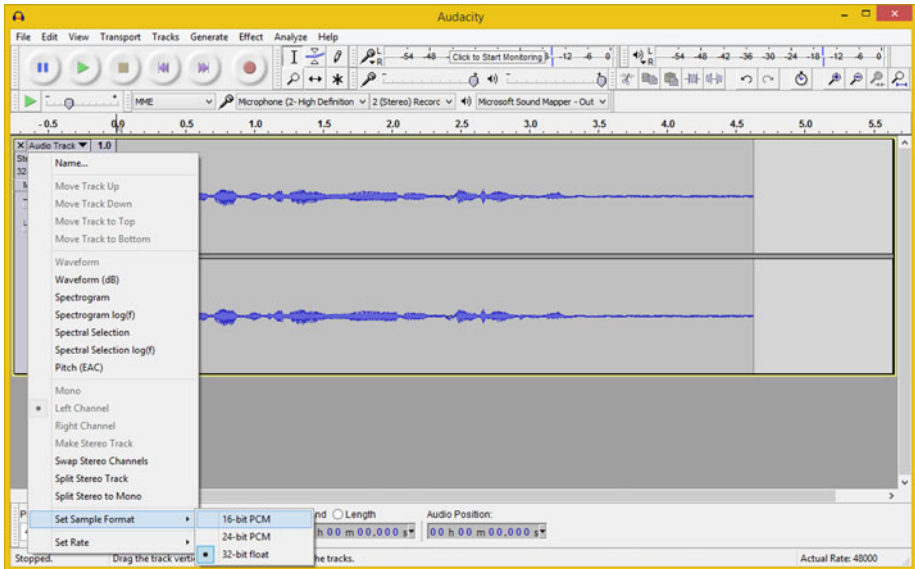 Audacity
File Edit View Transport Tracks Generate Effect Analyze Help
-54 -48 Click to Start Monitoring -12 -6 0
-54 -48 -42 -36 -30 -24 -18 -12 -6 0
L
R
L
R
MME Microphone (2- High Definition 2 (Stereo) Recorc Microsoft Sound Mapper - Out
-0.5 0.0 0.5 1.0 1.5 2.0 2.5 3.0 3.5 4.0 4.5 5.0 5.5
X Audio Track 1.0
Name...
Move Track Up
Move Track Down
Move Track to Top
Move Track to Bottom
Waveform
Waveform (dB)
Spectrogram
Spectrogram log(f)
Spectral Selection
Spectral Selection log(f)
Pitch (EAC)
Mono
Left Channel
Right Channel
Make Stereo Track
Swap Stereo Channels
Split Stereo Track
Split Stereo to Mono
Set Sample Format
Set Rate
16-bit PCM
24-bit PCM
32-bit float
nd Length Audio Position:
h 00 m 00.000 s 00 h 00 m 00.000 s
Stopped. Drag the track verti he tracks. Actual Rate: 48000